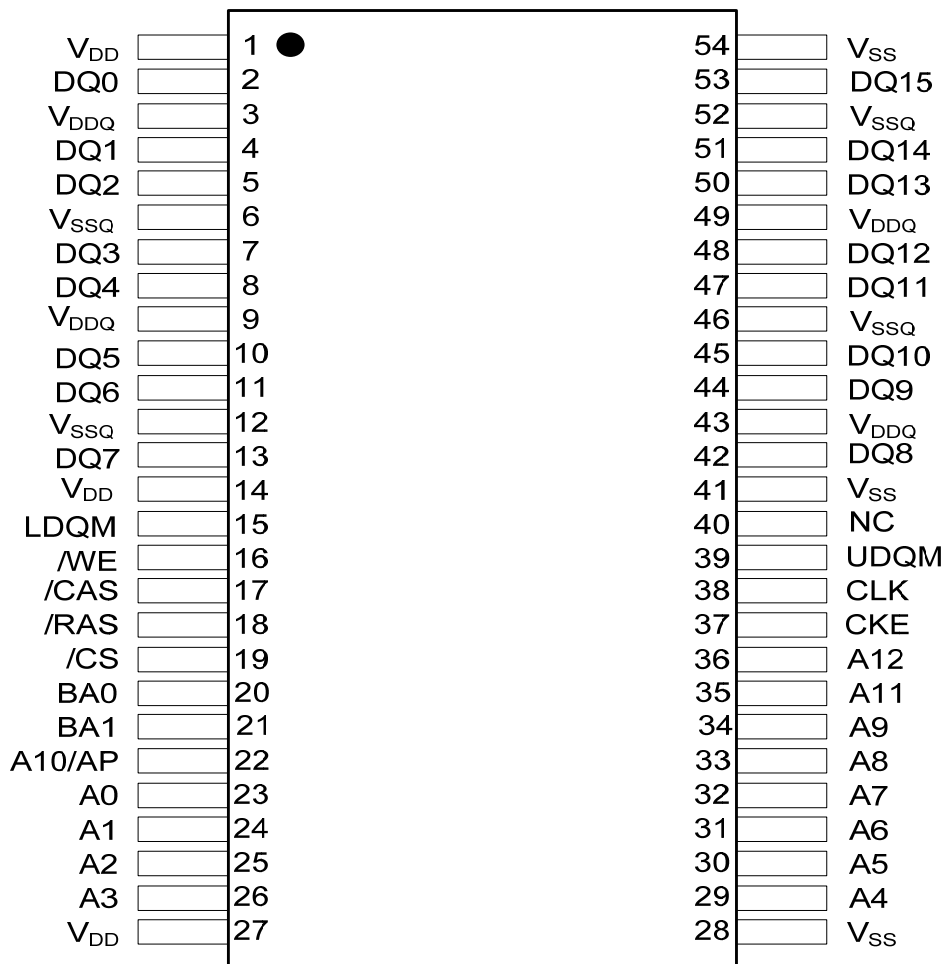 VDD 1 54 VSS
DQ0 2 53 DQ15
VDDQ 3 52 VSSQ
DQ1 4 51 DQ14
DQ2 5 50 DQ13
VSSQ 6 49 VDDQ
DQ3 7 48 DQ12
DQ4 8 47 DQ11
VDDQ 9 46 VSSQ
DQ5 10 45 DQ10
DQ6 11 44 DQ9
VSSQ 12 43 VDDQ
DQ7 13 42 DQ8
VDD 14 41 VSS
LDQM 15 40 NC
/WE 16 39 UDQM
/CAS 17 38 CLK
/RAS 18 37 CKE
/CS 19 36 A12
BA0 20 35 A11
BA1 21 34 A9
A10/AP 22 33 A8
A0 23 32 A7
A1 24 31 A6
A2 25 30 A5
A3 26 29 A4
VDD 27 28 VSS